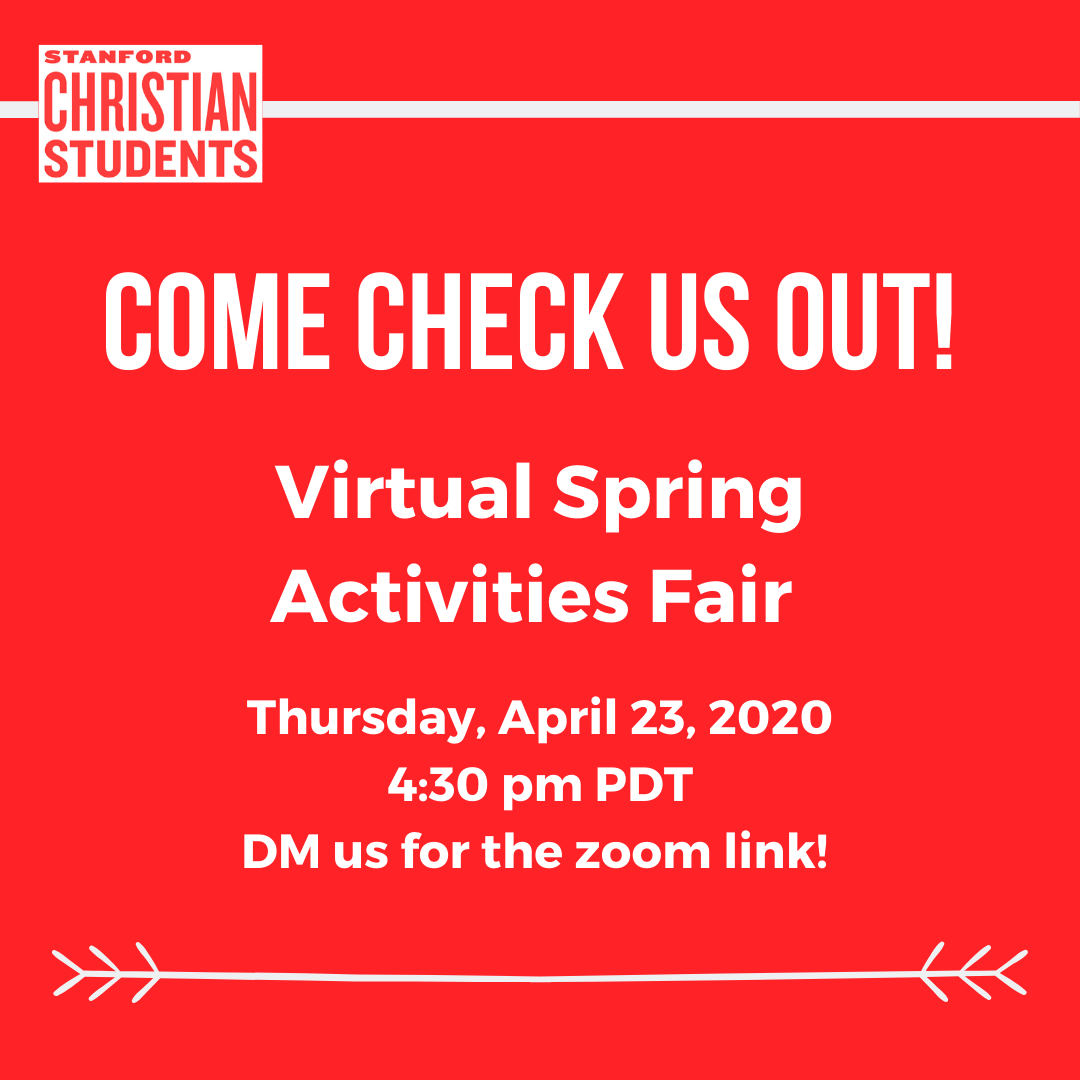 STANFORD
CHRISTIAN
STUDENTS
COME CHECK US OUT!
Virtual Spring
Activities Fair
Thursday, April 23, 2020
4:30 pm PDT
DM us for the zoom link!